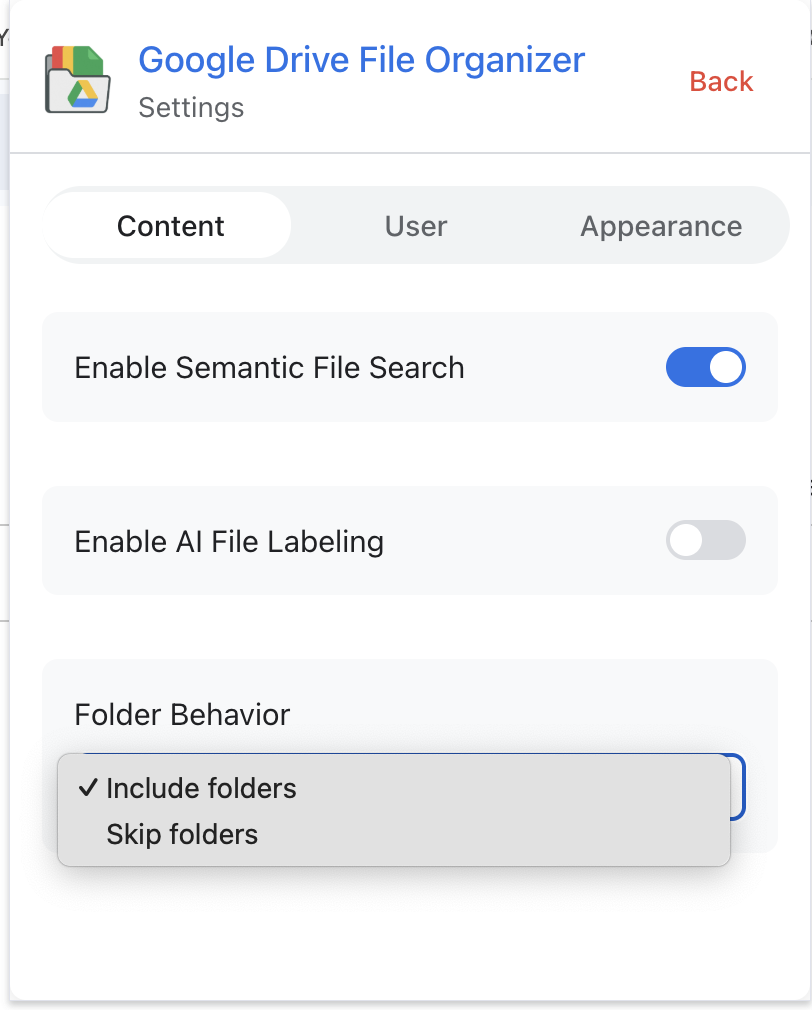 Google Drive File Organizer
Settings
Back
Content
User
Appearance
Enable Semantic File Search
Enable AI File Labeling
Folder Behavior
✓ Include folders
Skip folders